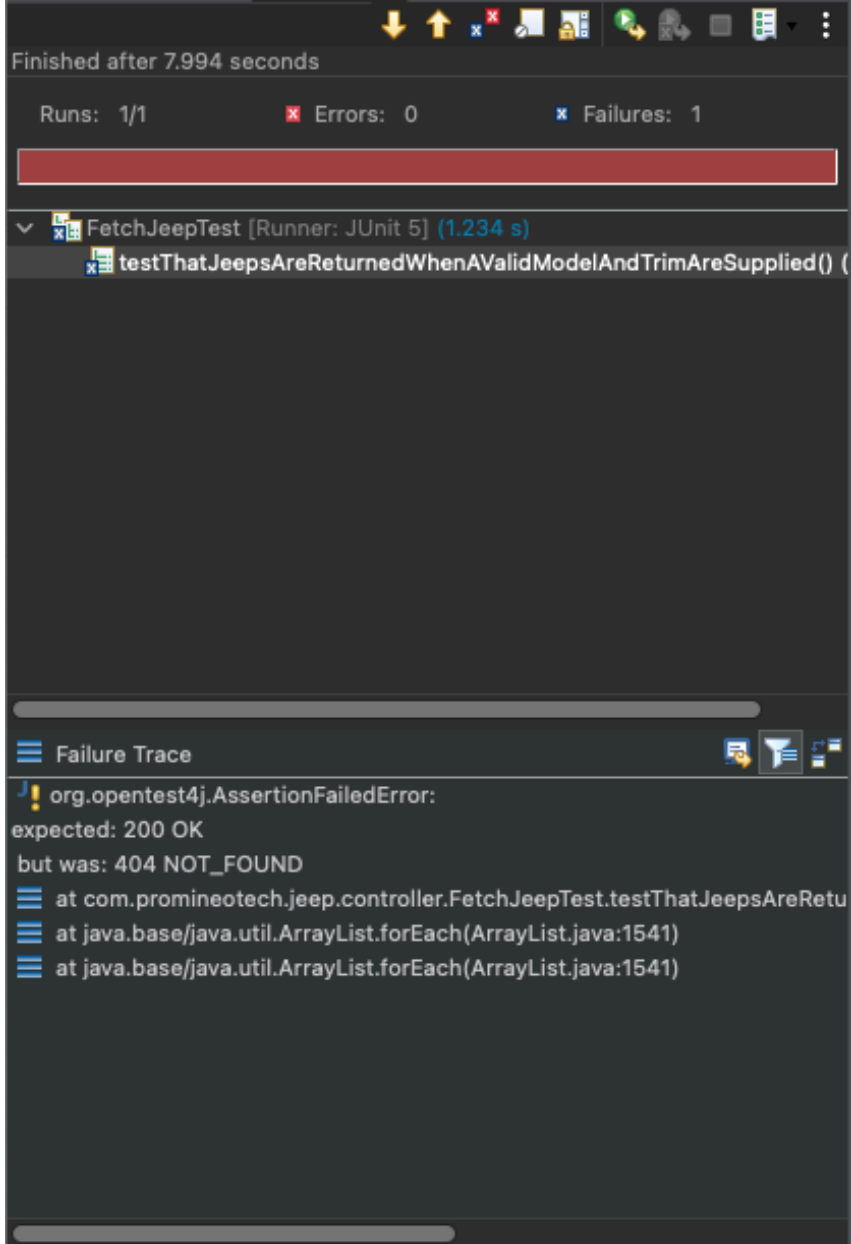 Finished after 7.994 seconds
Runs: 1/1 Errors: 0 Failures: 1
FetchJeepTest [Runner: JUnit 5] (1.234 s)
testThatJeepsAreReturnedWhenAValidModelAndTrimAreSupplied() (
Failure Trace
org.opentest4j.AssertionFailedError:
expected: 200 OK
but was: 404 NOT_FOUND
at com.promineotech.jeep.controller.FetchJeepTest.testThatJeepsAreRetu
at java.base/java.util.ArrayList.forEach(ArrayList.java:1541)
at java.base/java.util.ArrayList.forEach(ArrayList.java:1541)